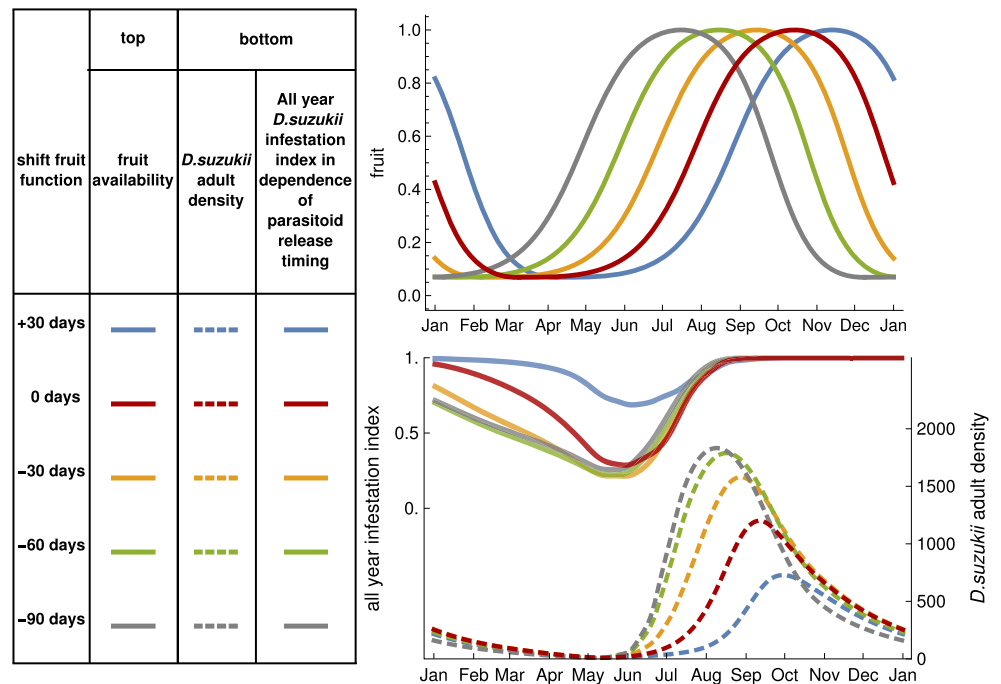 top
bottom
shift fruit
function
fruit
availability
D.suzukii
adult
density
All year
D.suzukii
infestation
index in
dependence
of
parasitoid
release
timing
+30 days
0 days
−30 days
−60 days
−90 days
fruit
1.0
0.8
0.6
0.4
0.2
0.0
Jan Feb Mar Apr May Jun Jul Aug Sep Oct Nov Dec Jan
all year infestation index
1.
0.5
0.
2000
1500
1000
500
0
D.suzukii adult density
Jan Feb Mar Apr May Jun Jul Aug Sep Oct Nov Dec Jan